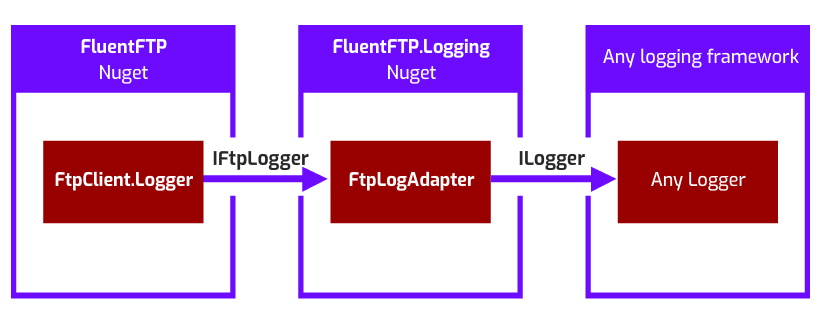 FluentFTP
Nuget
FluentFTP.Logging
Nuget
Any logging framework
FtpClient.Logger
IFtpLogger
FtpLogAdapter
ILogger
Any Logger